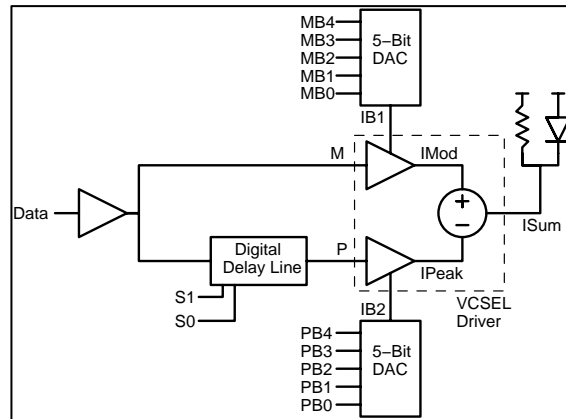 MB4
MB3
MB2
MB1
MB0
5–Bit
DAC
IB1
M
IMod
Data
+
–
ISum
Digital
Delay Line
P
IPeak
S1
S0
IB2
VCSEL
Driver
PB4
PB3
PB2
PB1
PB0
5–Bit
DAC